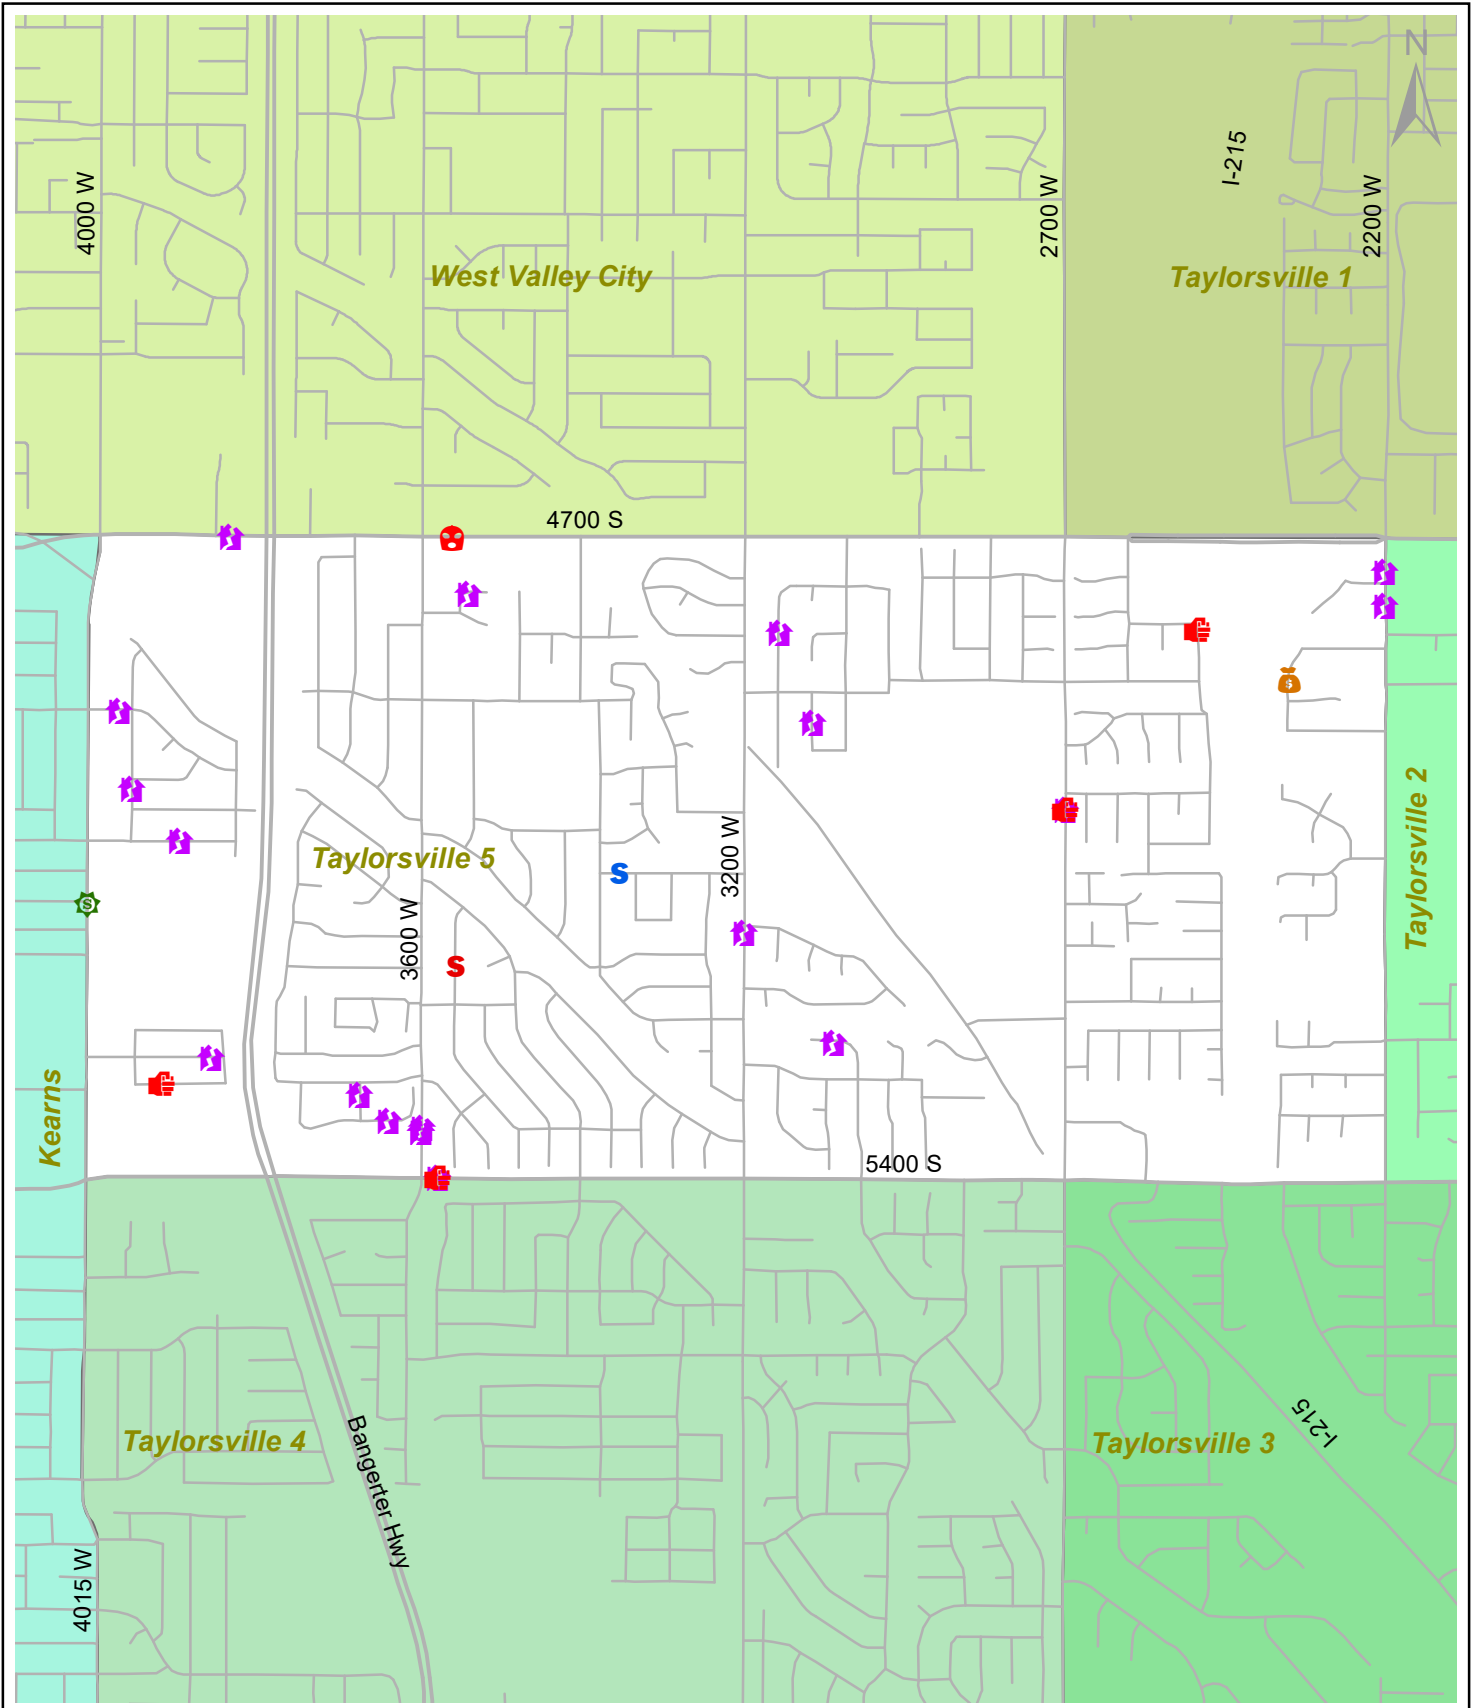 N
I-215
4000 W
2700 W
2200 W
West Valley City
Taylorsville 1
4700 S
S
$
Taylorsville 2
3200 W
Taylorsville 5
S
$
3600 W
S
Kearns
5400 S
I-215
Taylorsville 4
Taylorsville 3
Bangerter Hwy
4015 W